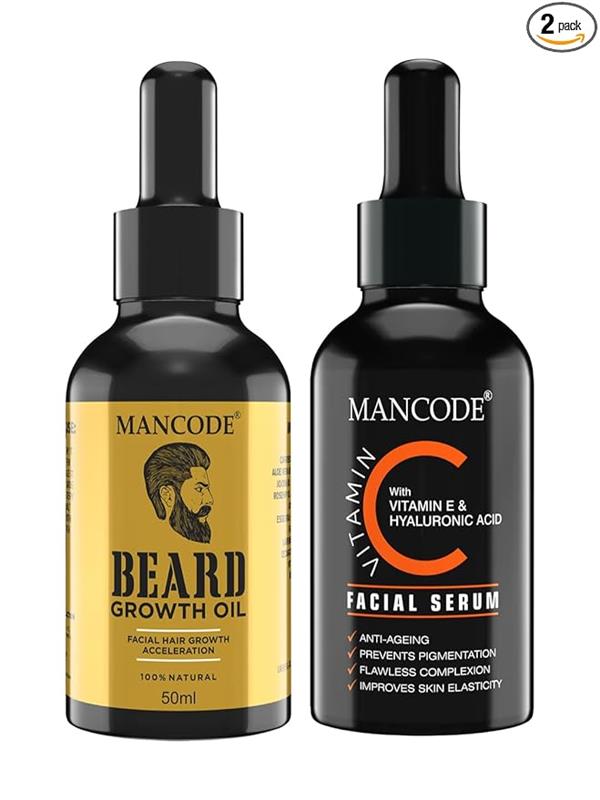 2 pack
MANCODE®
BEARD
GROWTH OIL
FACIAL HAIR GROWTH
ACCELERATION
100% NATURAL
50ml
MANCODE®
VITAMIN C
With
VITAMIN E &
HYALURONIC ACID
FACIAL SERUM
✓ ANTI-AGEING
✓ PREVENTS PIGMENTATION
✓ FLAWLESS COMPLEXION
✓ IMPROVES SKIN ELASTICITY